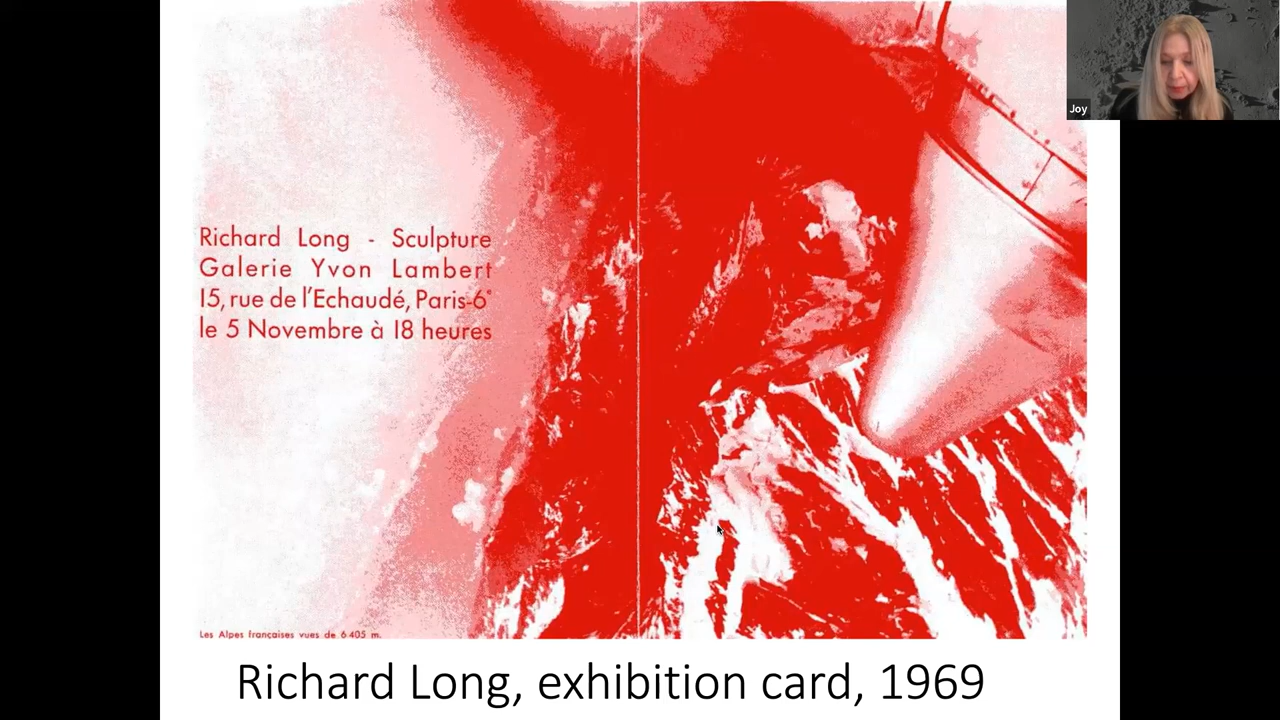 Joy
Richard Long - Sculpture
Galerie Yvon Lambert
15, rue de l'Echaudé, Paris-6e
le 5 Novembre à 18 heures
Les Alpes françaises vues de 6 405 m.
Richard Long, exhibition card, 1969